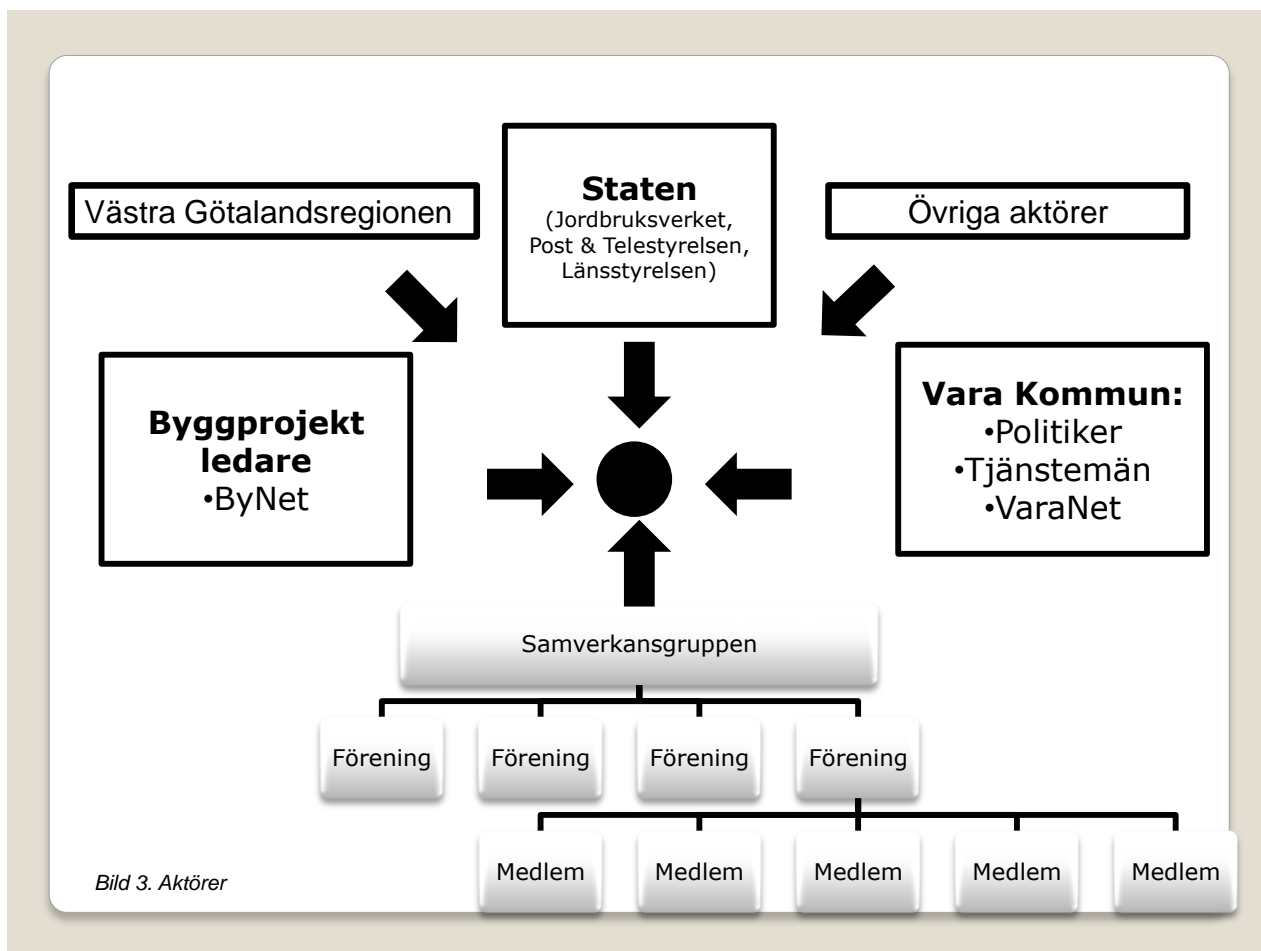 Västra Götalandsregionen
Staten
(Jordbruksverket,
Post & Telestyrelsen,
Länsstyrelsen)
Övriga aktörer
Byggprojekt
ledare
•ByNet
Vara Kommun:
•Politiker
•Tjänstemän
•VaraNet
Samverkansgruppen
Förening
Förening
Förening
Förening
Medlem
Medlem
Medlem
Medlem
Medlem
Bild 3. Aktörer